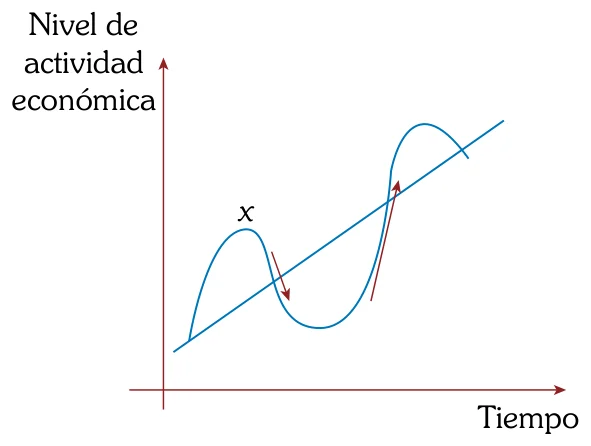 Nivel de
actividad
económica
x
Tiempo